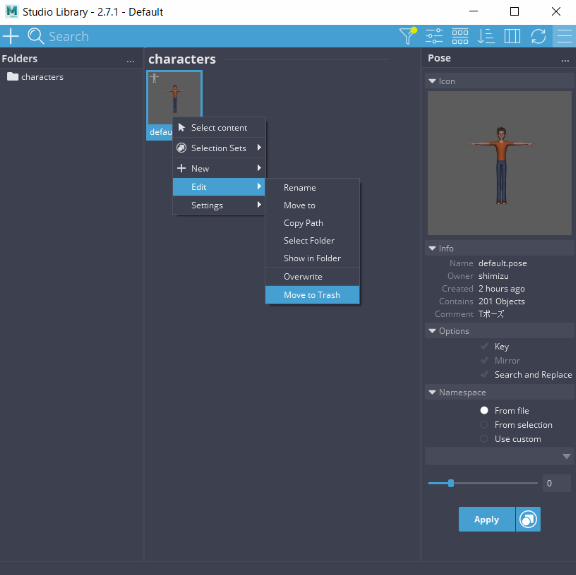 Studio Library - 2.7.1 - Default
Search
Folders ...
characters
characters
defau
Select content
Selection Sets
New
Edit
Settings
Rename
Move to
Copy Path
Select Folder
Show in Folder
Overwrite
Move to Trash
Pose ...
Icon
Info
Name default.pose
Owner shimizu
Created 2 hours ago
Contains 201 Objects
Comment Tポーズ
Options
Key
Mirror
Search and Replace
Namespace
From file
From selection
Use custom
0
Apply